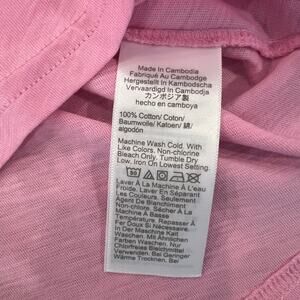 Made In Cambodia
Fabriqué Au Cambodge
Hergestellt In Kambodscha
Vervaardigd In Cambodja
カンボジア製
hecho en camboya
100% Cotton/ Coton/
Baumwolle/ Katoen/ 綿/
algodón
Machine Wash Cold, With
Like Colors. Non-chlorine
Bleach Only. Tumble Dry
Low. Iron On Lowest Setting.
30
Laver À La Machine À L'eau
Froide. Laver En Espèces
Couleurs. Seulement
Agent De Blanchiment
non-chloré. Sécher À La
Machine À Basse
Température. Repasser À
Fer Doux Si Nécessaire.
In Der Maschine Kalt
Waschen, Mit Ähnlichen
Farben Waschen. Nur
Chlorfreies Bleichmittel
Verwenden. Bei Geringer
Wärme Trocknen. Bei